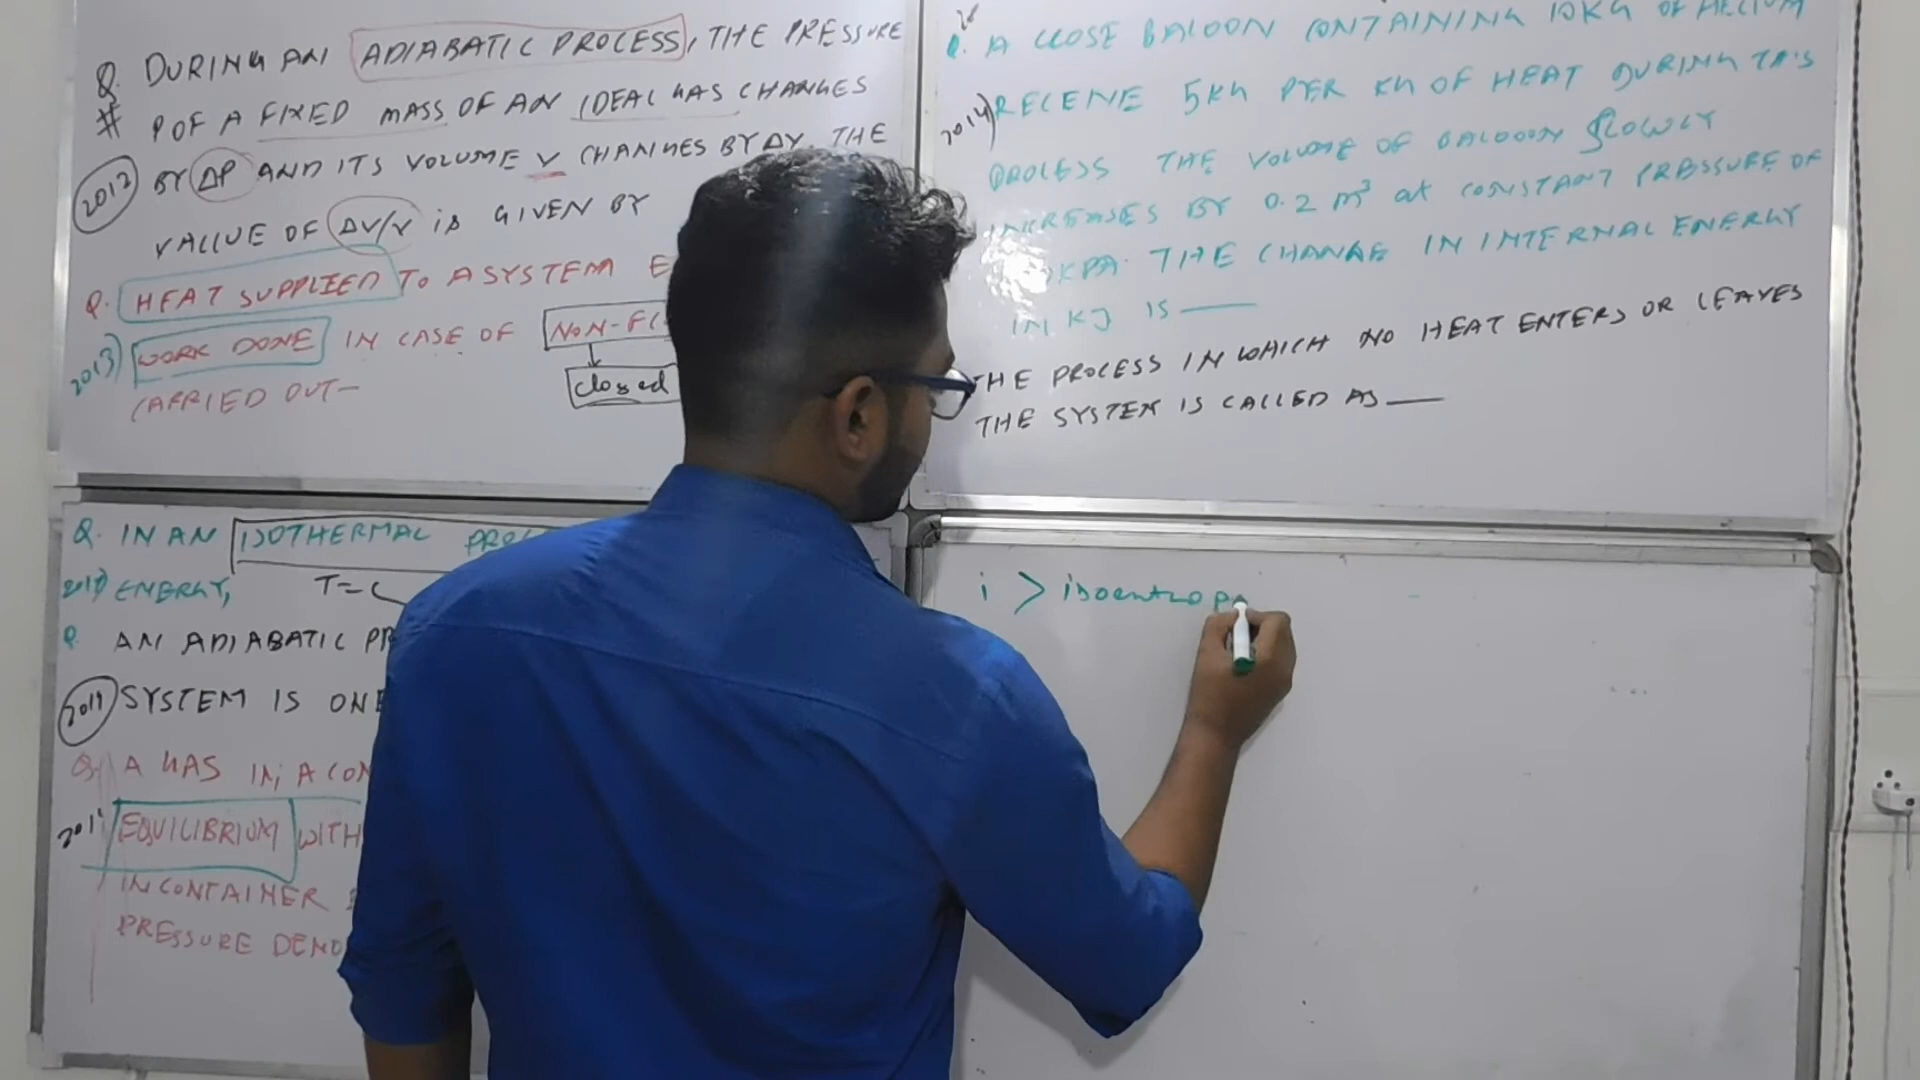 Q. DURING AN ADIABATIC PROCESS, THE PRESSURE
# P OF A FIXED MASS OF AN IDEAL GAS CHANGES
2012 BY ΔP AND ITS VOLUME V CHANGES BY ΔV. THE
VALUE OF ΔV/V iS GIVEN BY
Q. HEAT SUPPLIED TO A SYSTEM E
2013) WORK DONE IN CASE OF NON-FL
closed
CARRIED OUT-
Q. A CLOSE BALOON CONTAINING 10KG OF HELIUM
2014) RECEIVE 5KG PER KG OF HEAT DURING TA'S
PROCESS THE VOLUME OF BALOON SLOWLY
INCREASES BY 0.2 m³ at CONSTANT PRESSURE OF
KPA. THE CHANGE IN INTERNAL ENERGY
IN KJ IS ——
THE PROCESS IN WHICH NO HEAT ENTERS OR LEAVES
THE SYSTEM IS CALLED AS ——
Q. IN AN ISOTHERMAL PROC
ENERGY, T=C
Q. AN ADIABATIC PR
2011 SYSTEM IS ONE
Q. A GAS IN A CON
EQUILIBRIUM WITH
IN CONTAINER
PRESSURE DENO
i > isoentrop